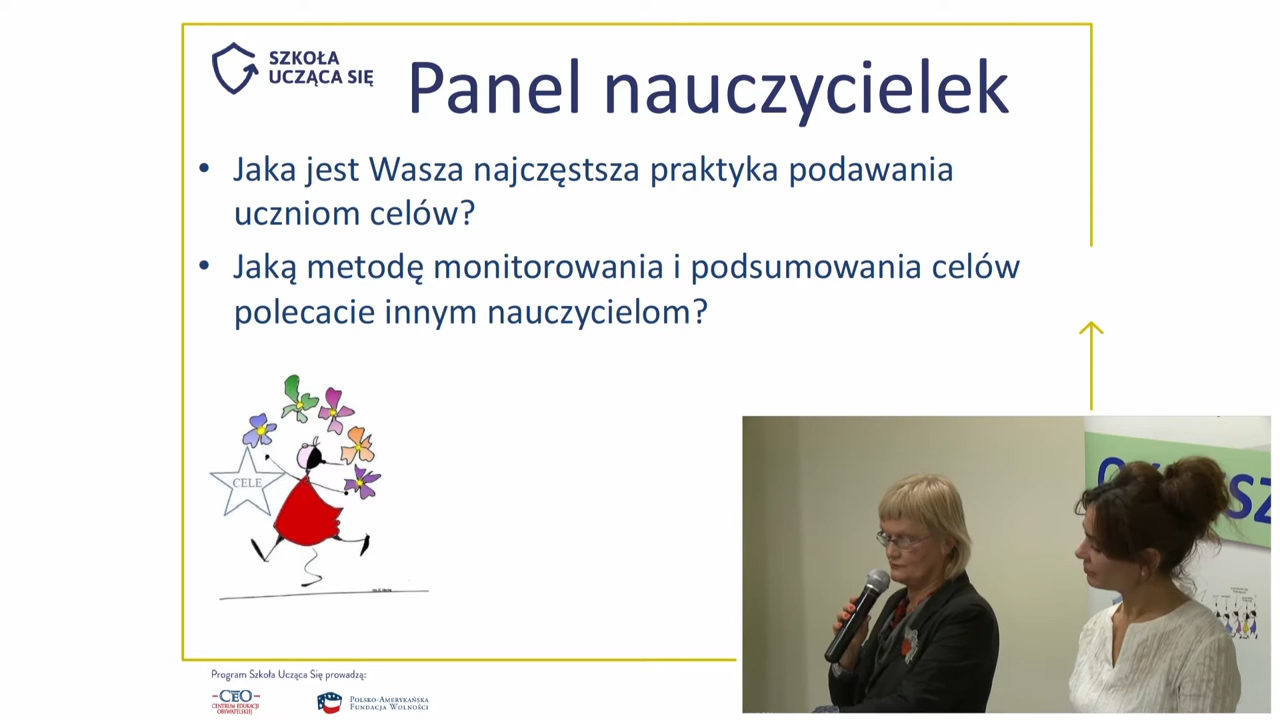 SZKOŁA
UCZĄCA SIĘ
Panel nauczycielek
• Jaka jest Wasza najczęstsza praktyka podawania
uczniom celów?
• Jaką metodę monitorowania i podsumowania celów
polecacie innym nauczycielom?
CELE
Program Szkoła Ucząca Się prowadzą:
CEO
CENTRUM EDUKACJI
OBYWATELSKIEJ
POLSKO-AMERYKAŃSKA
FUNDACJA WOLNOŚCI